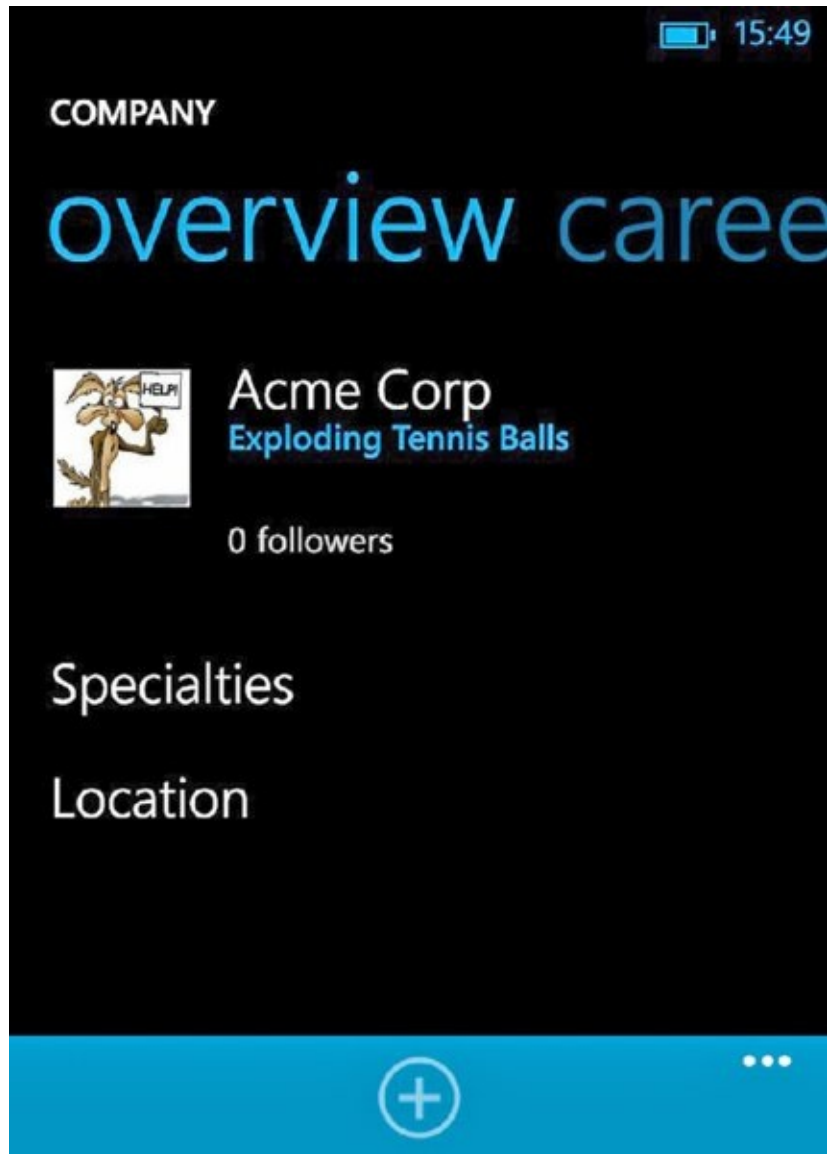 15:49
COMPANY
overview caree
HELP!
Acme Corp
Exploding Tennis Balls
0 followers
Specialties
Location